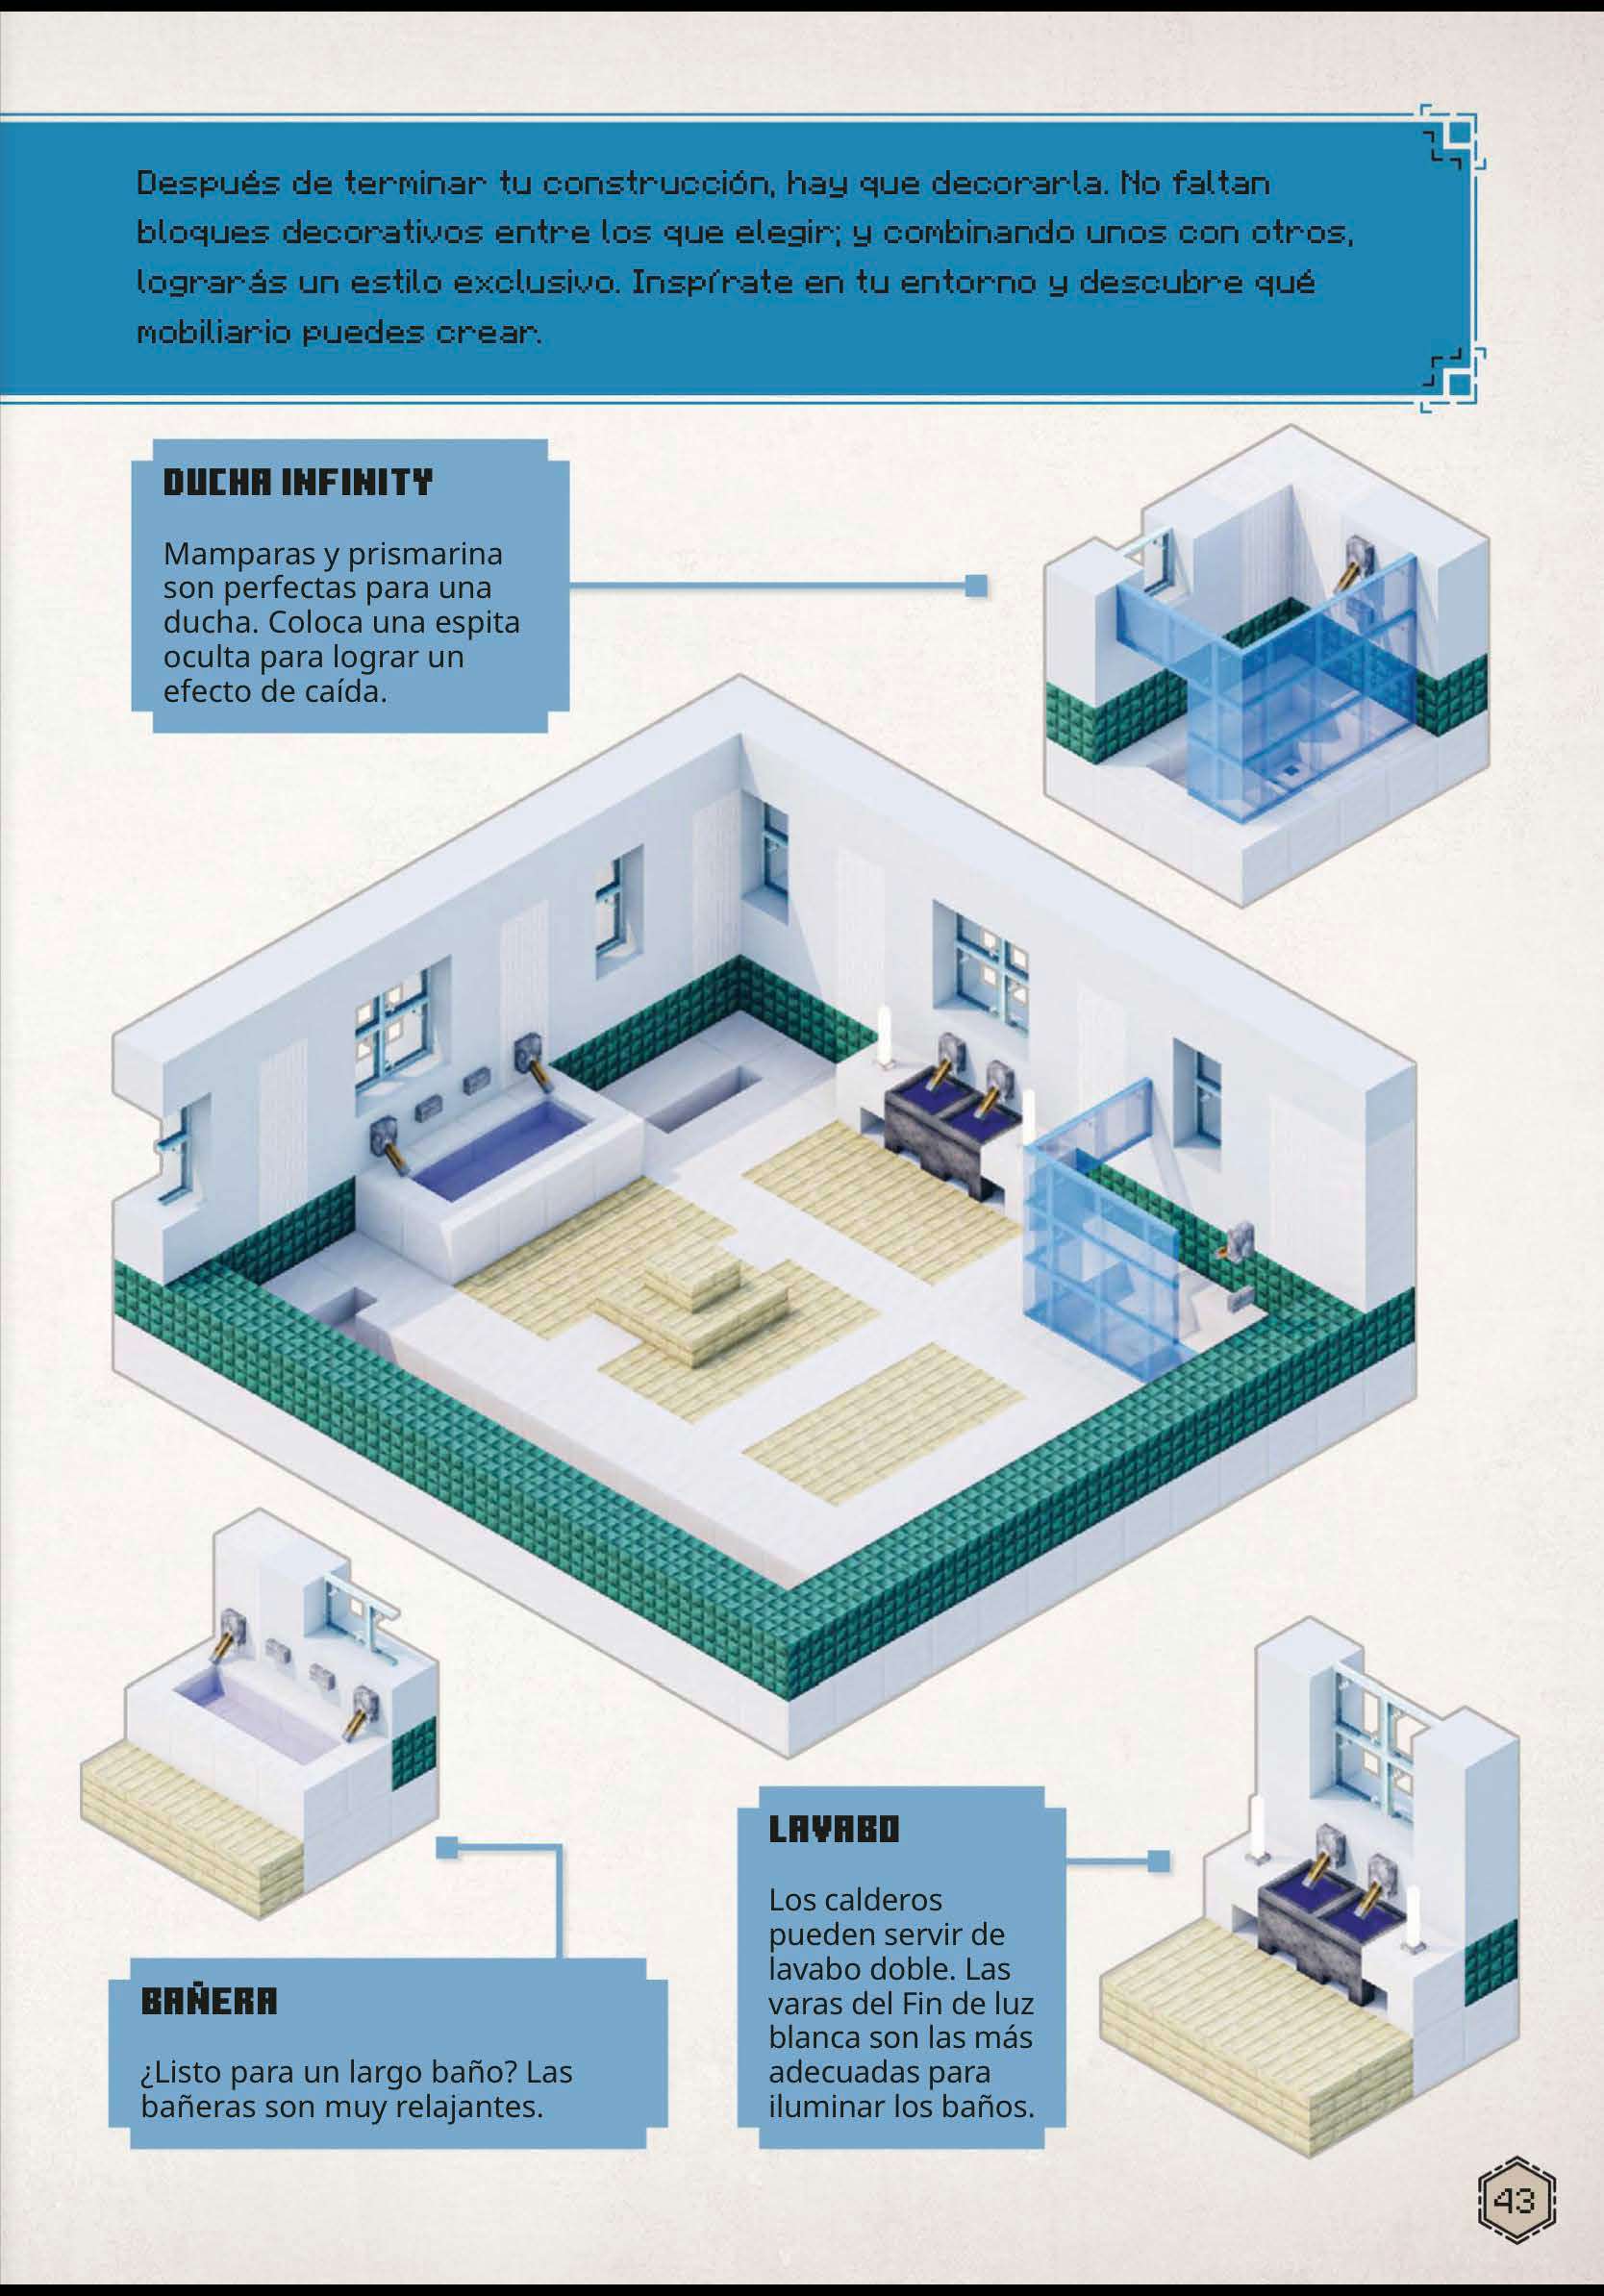 Después de terminar tu construcción, hay que decorarla. No faltan
bloques decorativos entre los que elegir; y combinando unos con otros,
lograrás un estilo exclusivo. Inspírate en tu entorno y descubre qué
mobiliario puedes crear.
DUCHA INFINITY
Mamparas y prismarina
son perfectas para una
ducha. Coloca una espita
oculta para lograr un
efecto de caída.
BAÑERA
¿Listo para un largo baño? Las
bañeras son muy relajantes.
LAVABO
Los calderos
pueden servir de
lavabo doble. Las
varas del Fin de luz
blanca son las más
adecuadas para
iluminar los baños.
43